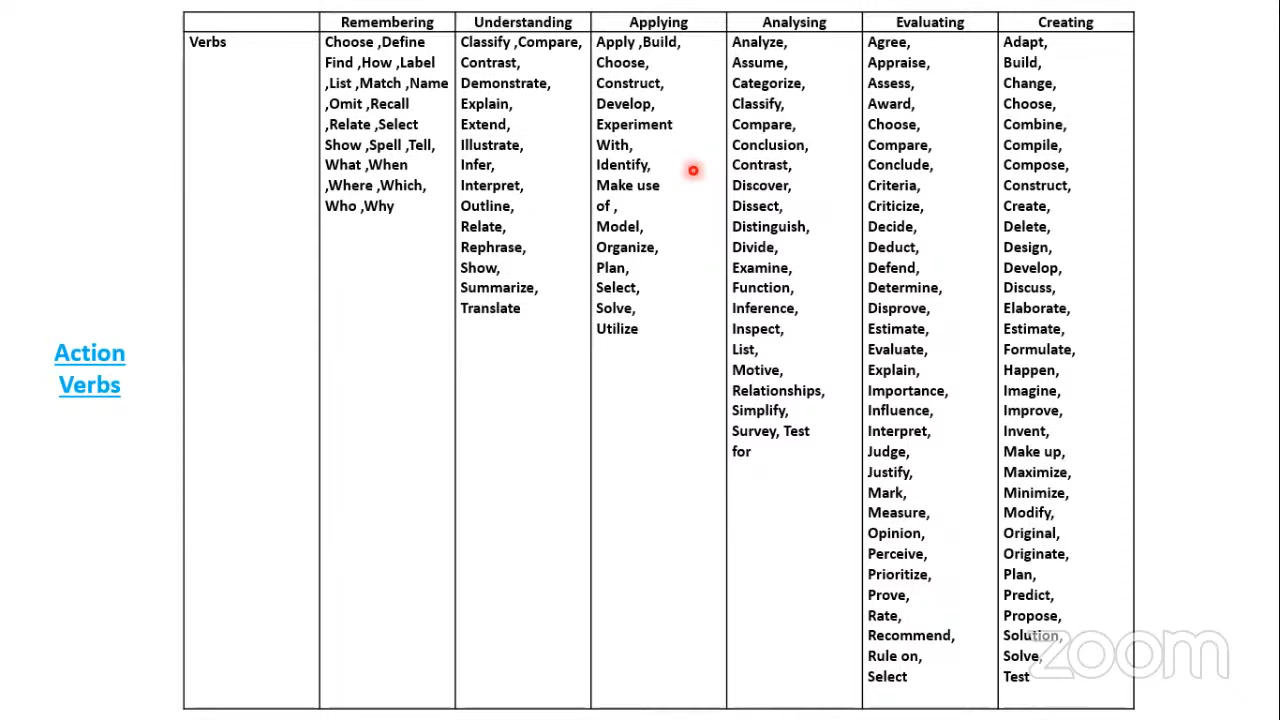 Remembering Understanding Applying Analysing Evaluating Creating
Verbs
Choose ,Define
Find ,How ,Label
,List ,Match ,Name
,Omit ,Recall
,Relate ,Select
Show ,Spell ,Tell,
What ,When
,Where ,Which,
Who ,Why
Classify ,Compare,
Contrast,
Demonstrate,
Explain,
Extend,
Illustrate,
Infer,
Interpret,
Outline,
Relate,
Rephrase,
Show,
Summarize,
Translate
Apply ,Build,
Choose,
Construct,
Develop,
Experiment
With,
Identify,
Make use
of ,
Model,
Organize,
Plan,
Select,
Solve,
Utilize
Analyze,
Assume,
Categorize,
Classify,
Compare,
Conclusion,
Contrast,
Discover,
Dissect,
Distinguish,
Divide,
Examine,
Function,
Inference,
Inspect,
List,
Motive,
Relationships,
Simplify,
Survey, Test
for
Agree,
Appraise,
Assess,
Award,
Choose,
Compare,
Conclude,
Criteria,
Criticize,
Decide,
Deduct,
Defend,
Determine,
Disprove,
Estimate,
Evaluate,
Explain,
Importance,
Influence,
Interpret,
Judge,
Justify,
Mark,
Measure,
Opinion,
Perceive,
Prioritize,
Prove,
Rate,
Recommend,
Rule on,
Select
Adapt,
Build,
Change,
Choose,
Combine,
Compile,
Compose,
Construct,
Create,
Delete,
Design,
Develop,
Discuss,
Elaborate,
Estimate,
Formulate,
Happen,
Imagine,
Improve,
Invent,
Make up,
Maximize,
Minimize,
Modify,
Original,
Originate,
Plan,
Predict,
Propose,
Solution,
Solve,
Test
Action
Verbs
zoom